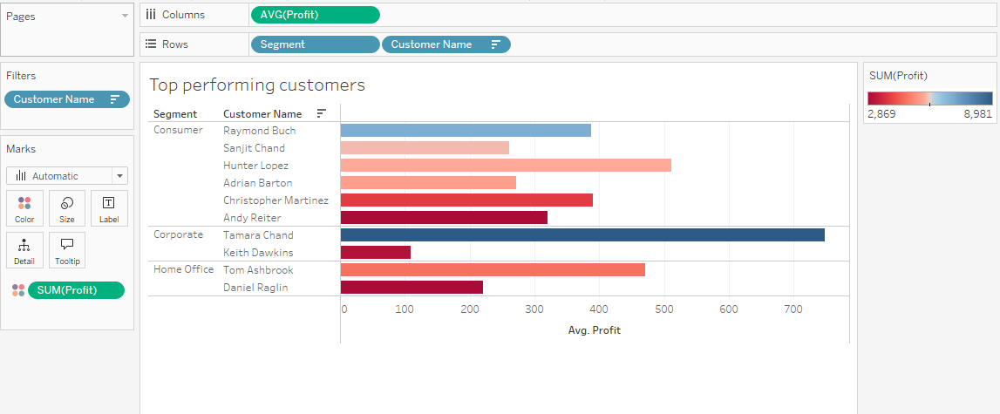 Pages
Columns
AVG(Profit)
Rows
Segment
Customer Name
Filters
Customer Name
Marks
Automatic
Color
Size
Label
Detail
Tooltip
SUM(Profit)
Top performing customers
Segment Customer Name
Consumer Raymond Buch
Sanjit Chand
Hunter Lopez
Adrian Barton
Christopher Martinez
Andy Reiter
Corporate Tamara Chand
Keith Dawkins
Home Office Tom Ashbrook
Daniel Raglin
0 100 200 300 400 500 600 700
Avg. Profit
SUM(Profit)
2,869 8,981